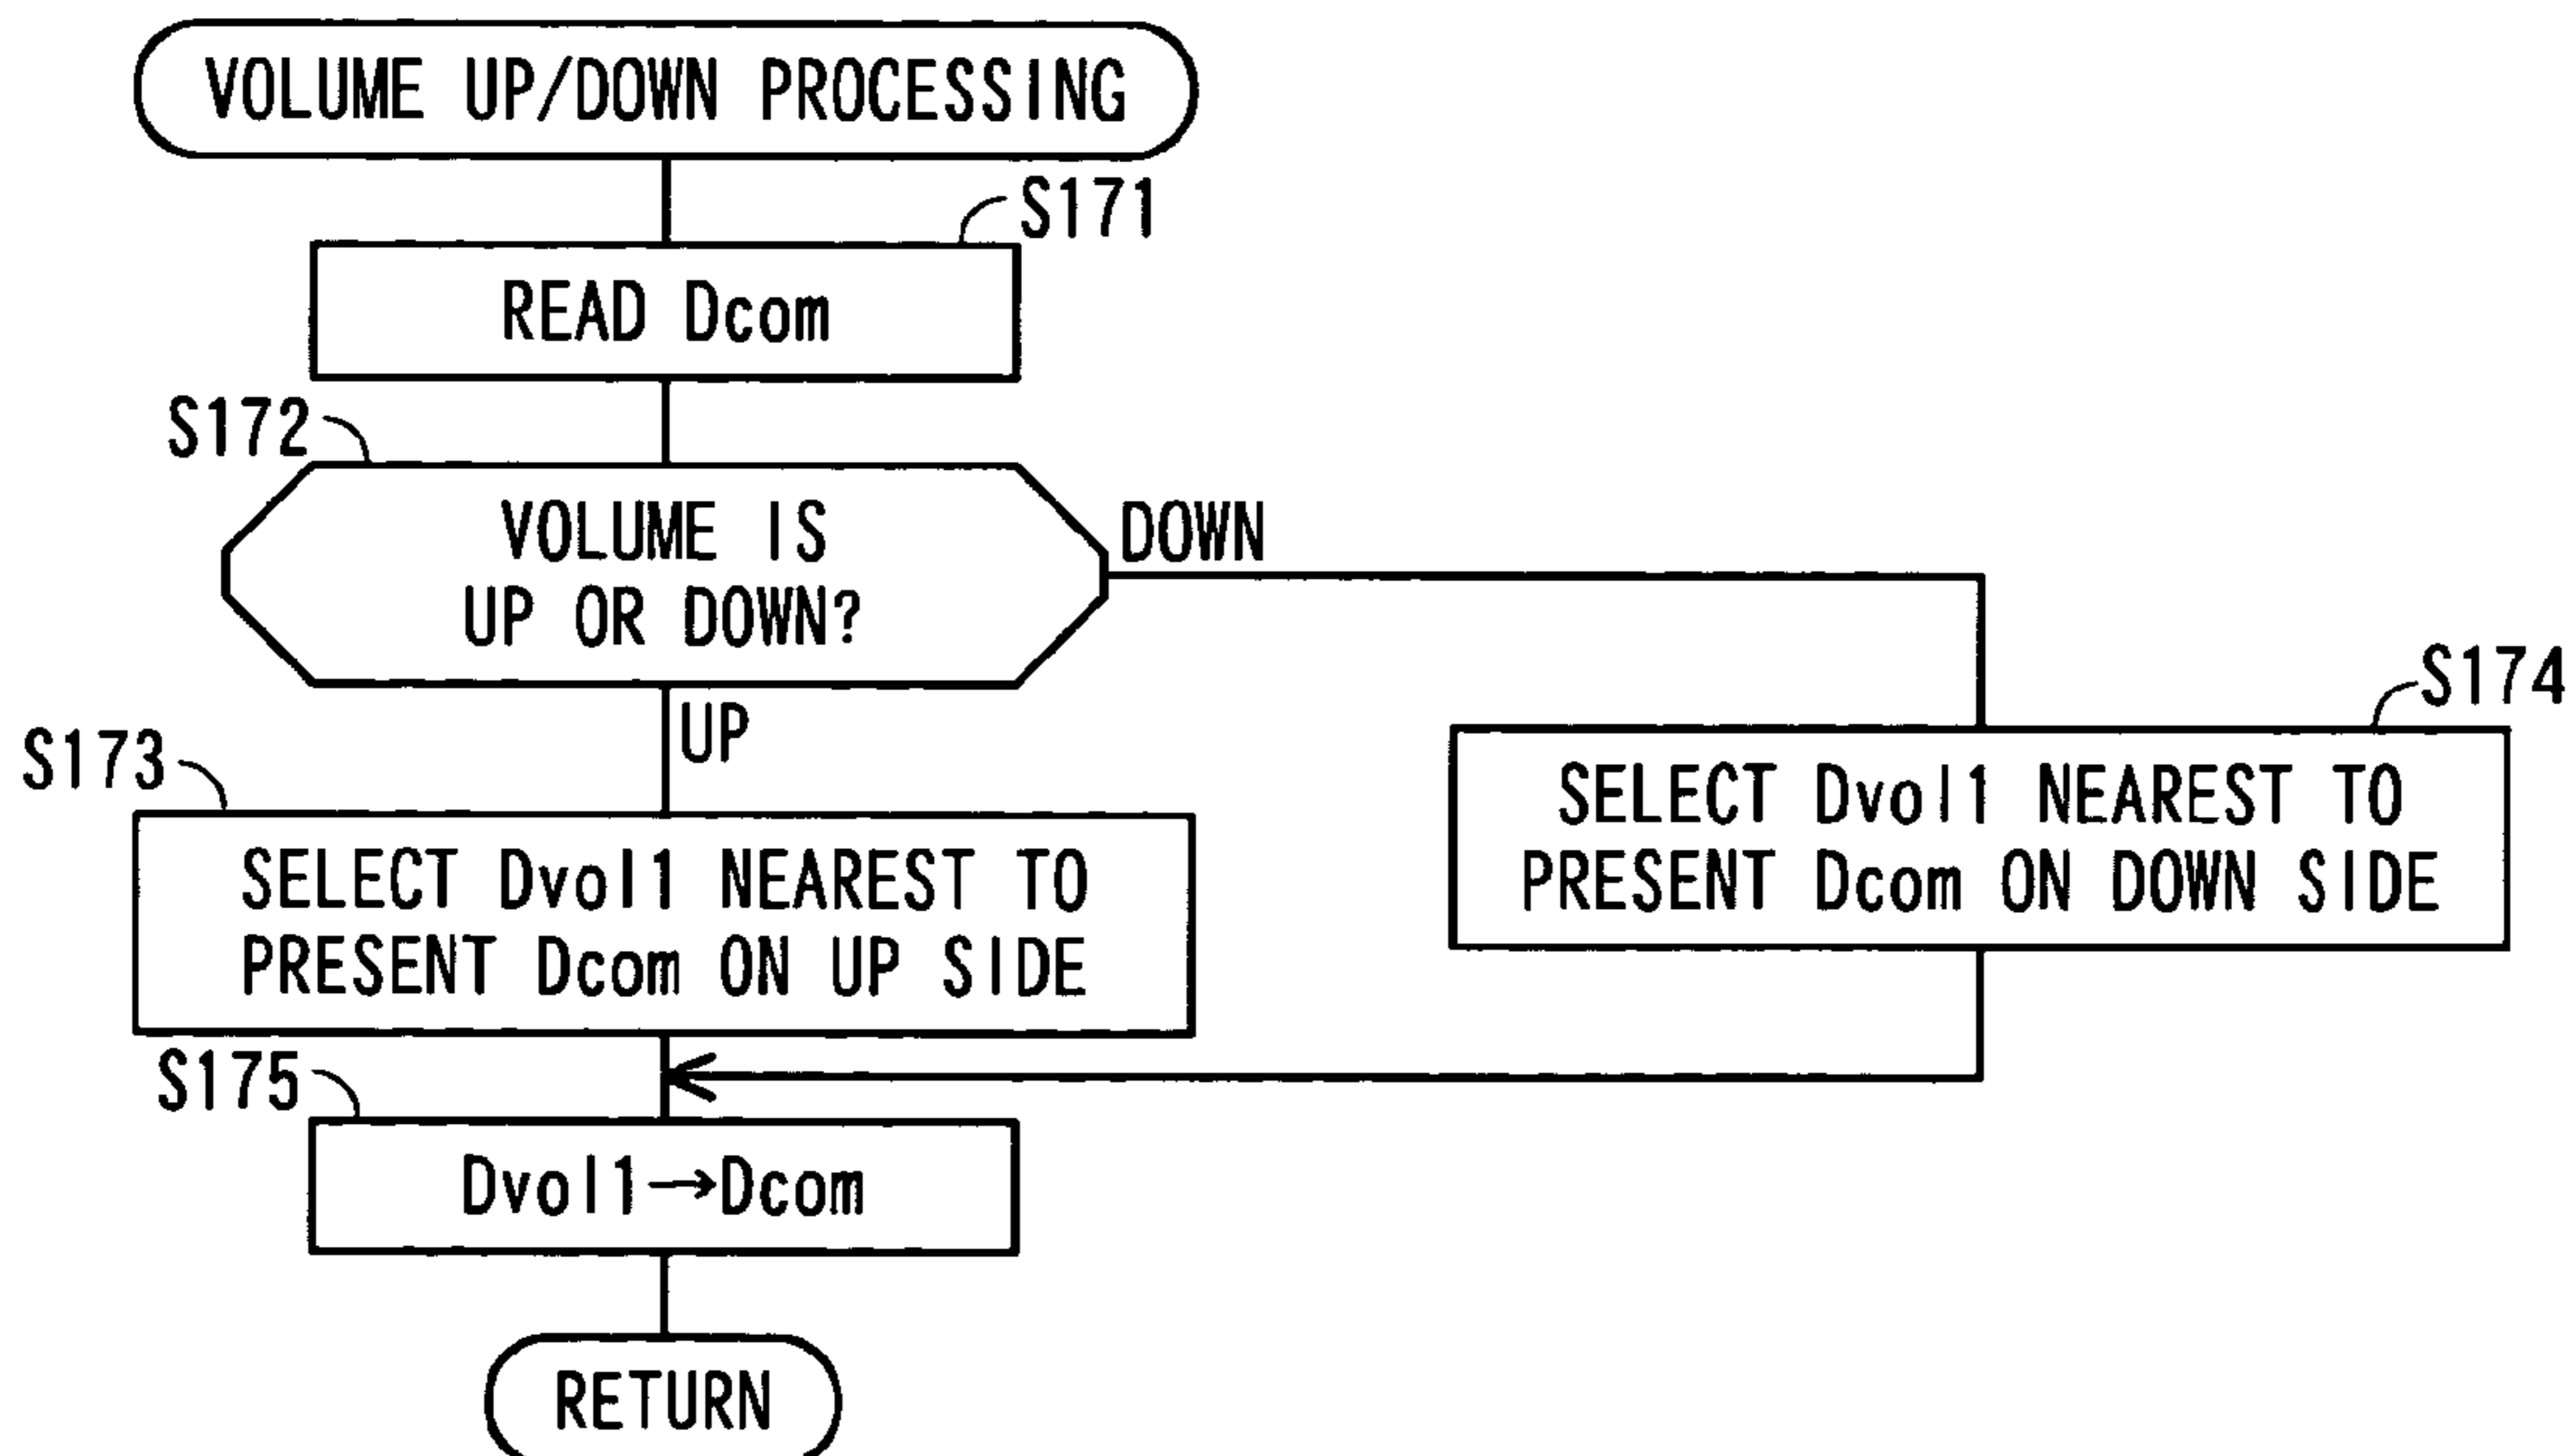 VOLUME UP/DOWN PROCESSING
S171
READ Dcom
S172
VOLUME IS
UP OR DOWN?
DOWN
UP
S173
SELECT Dvol1 NEAREST TO
PRESENT Dcom ON UP SIDE
S174
SELECT Dvol1 NEAREST TO
PRESENT Dcom ON DOWN SIDE
S175
Dvol1→Dcom
RETURN